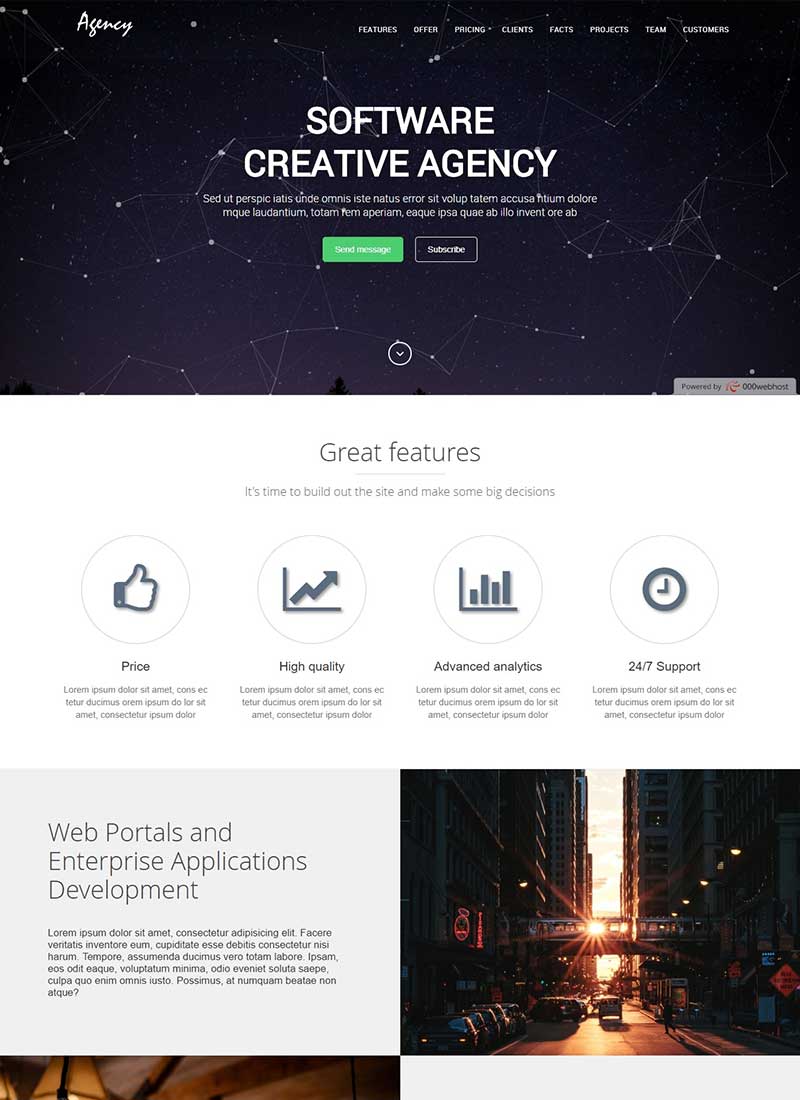 Agency
FEATURES OFFER PRICING CLIENTS FACTS PROJECTS TEAM CUSTOMERS
SOFTWARE
CREATIVE AGENCY
Sed ut perspic iatis unde omnis iste natus error sit volup tatem accusa ntium dolore
mque laudantium, totam rem aperiam, eaque ipsa quae ab illo invent ore ab
Send message Subscribe
Powered by 000webhost
Great features
It's time to build out the site and make some big decisions
Price
Lorem ipsum dolor sit amet, cons ec
tetur ducimus orem ipsum do lor sit
amet, consectetur ipsum dolor
High quality
Lorem ipsum dolor sit amet, cons ec
tetur ducimus orem ipsum do lor sit
amet, consectetur ipsum dolor
Advanced analytics
Lorem ipsum dolor sit amet, cons ec
tetur ducimus orem ipsum do lor sit
amet, consectetur ipsum dolor
24/7 Support
Lorem ipsum dolor sit amet, cons ec
tetur ducimus orem ipsum do lor sit
amet, consectetur ipsum dolor
Web Portals and
Enterprise Applications
Development
Lorem ipsum dolor sit amet, consectetur adipisicing elit. Facere
veritatis inventore eum, cupiditate esse debitis consectetur nisi
harum. Tempore, assumenda ducimus vero totam labore. Ipsam,
eos odit eaque, voluptatum minima, odio eveniet soluta saepe,
culpa quo enim omnis iusto. Possimus, at numquam beatae non
atque?